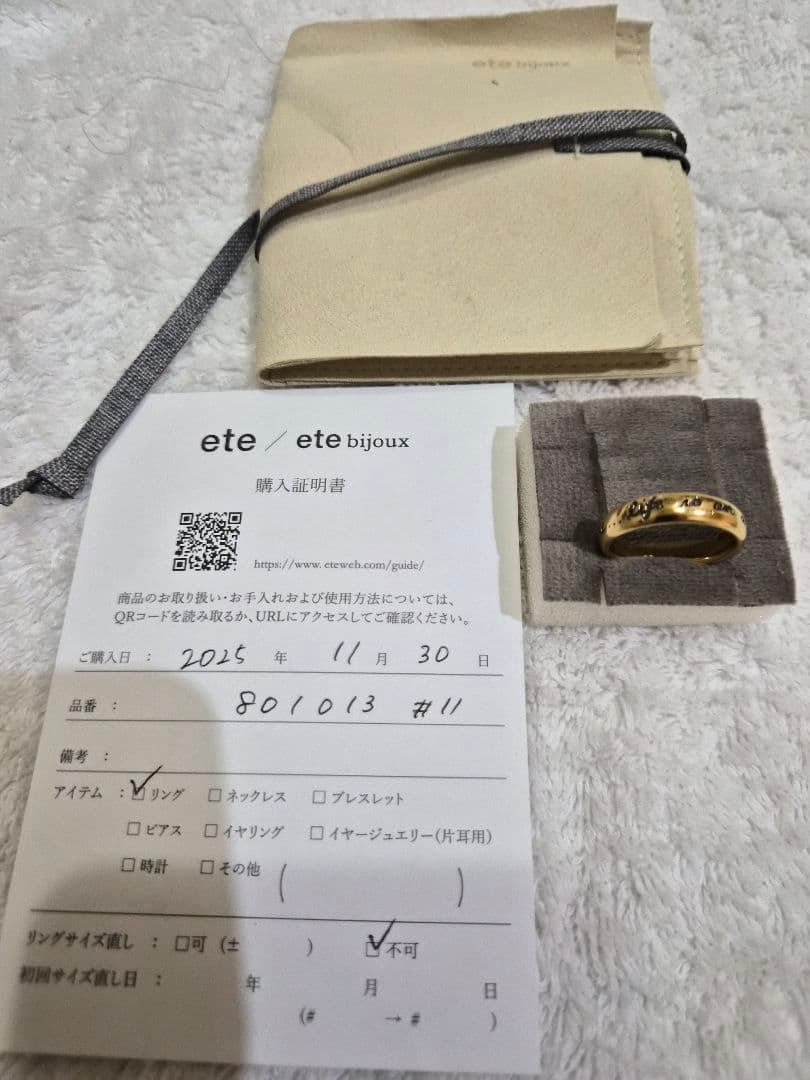 ete bijoux
ete / ete bijoux
購入証明書
https://www.eteweb.com/guide/
商品のお取り扱い・お手入れおよび使用方法については、
QRコードを読み取るか、URLにアクセスしてご確認ください。
ご購入日 : 2025 年 11 月 30 日
品番 : 801013 #11
備考 :
アイテム : ☑リング □ネックレス □ブレスレット
□ピアス □イヤリング □イヤージュエリー(片耳用)
□時計 □その他 ( )
リングサイズ直し : □可 (± ) ☑不可
初回サイズ直し日 : 年 月 日
(# → # )
life is an